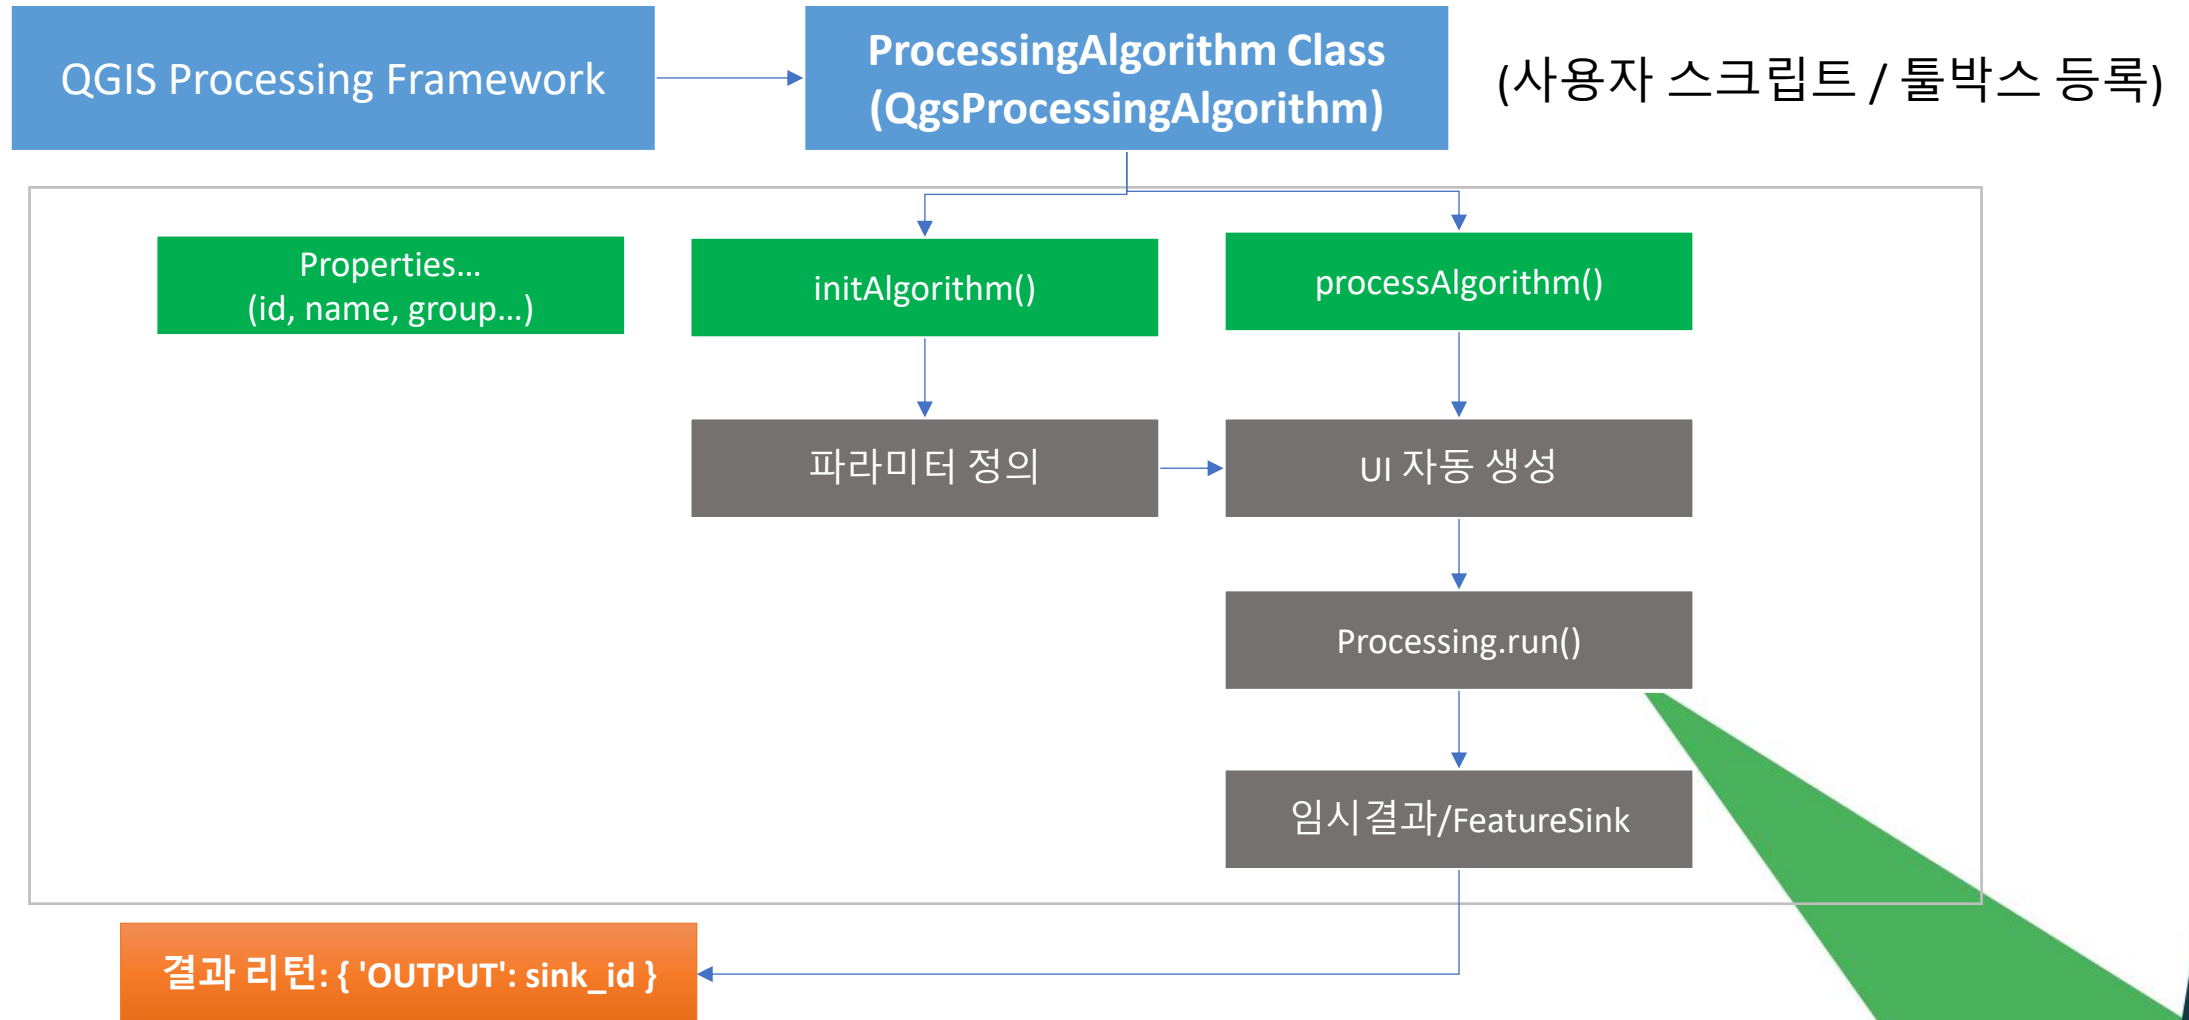 QGIS Processing Framework
ProcessingAlgorithm Class
(QgsProcessingAlgorithm)
(사용자 스크립트 / 툴박스 등록)
Properties...
(id, name, group...)
initAlgorithm()
processAlgorithm()
파라미터 정의
UI 자동 생성
Processing.run()
임시결과/FeatureSink
결과 리턴: { 'OUTPUT': sink_id }